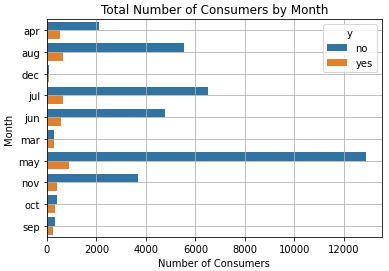 Total Number of Consumers by Month
y
no
yes
Month
apr
aug
dec
jul
jun
mar
may
nov
oct
sep
0 2000 4000 6000 8000 10000 12000
Number of Consumers